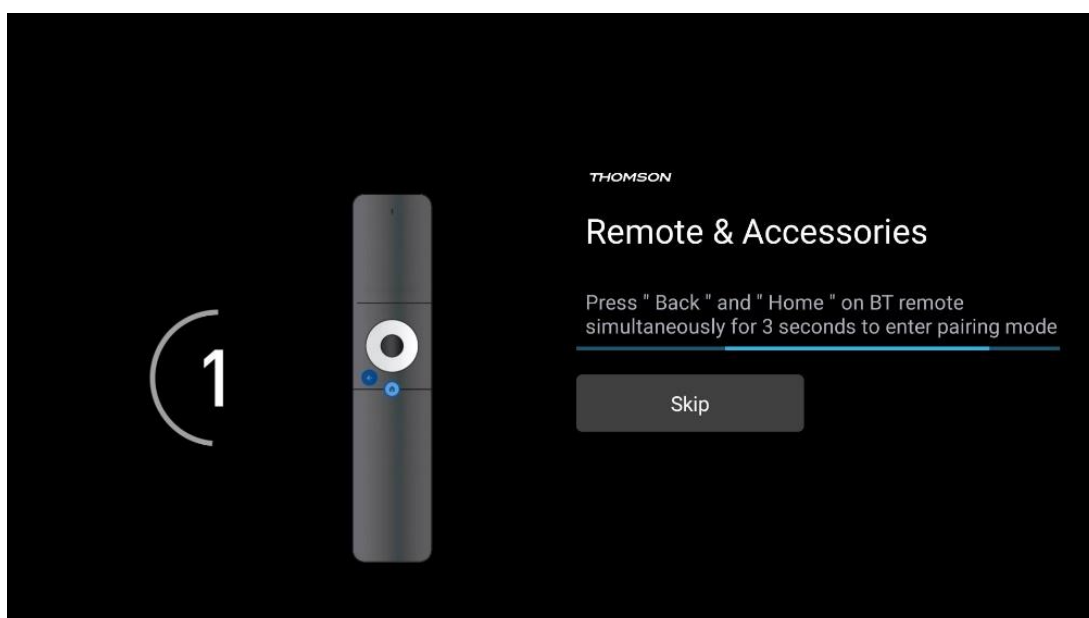 THOMSON
Remote & Accessories
Press " Back " and " Home " on BT remote
simultaneously for 3 seconds to enter pairing mode
1
Skip